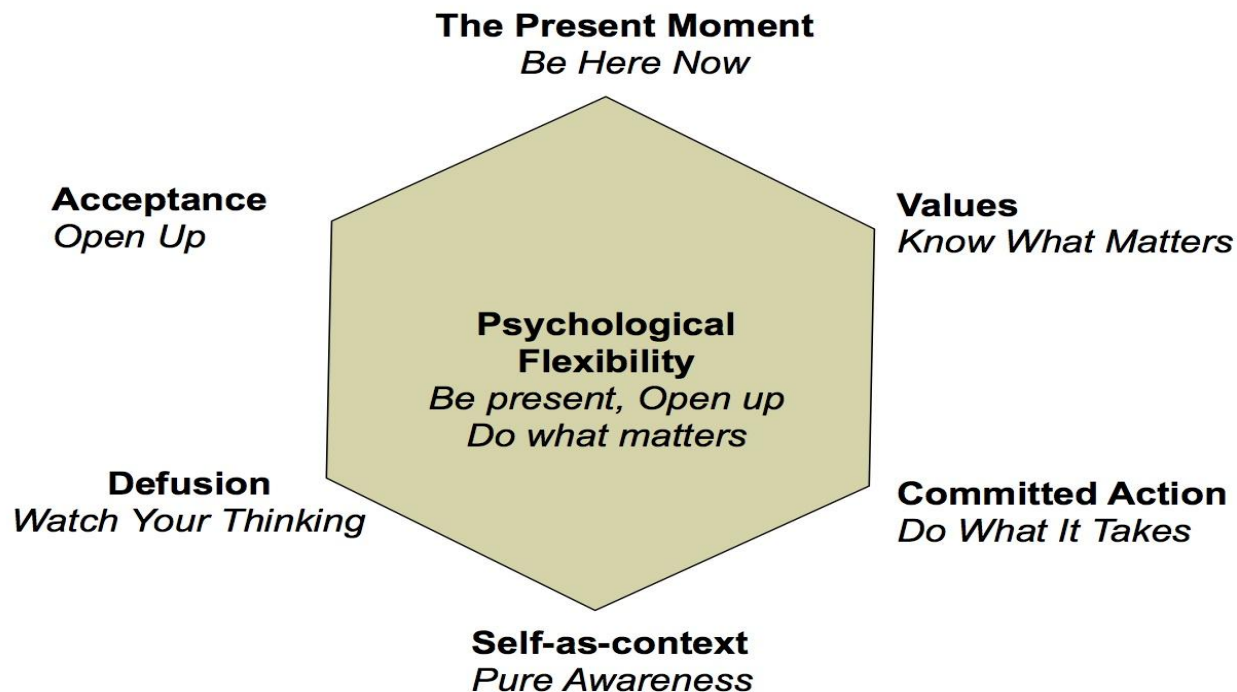 The Present Moment
Be Here Now
Acceptance
Open Up
Values
Know What Matters
Psychological
Flexibility
Be present, Open up
Do what matters
Defusion
Watch Your Thinking
Committed Action
Do What It Takes
Self-as-context
Pure Awareness